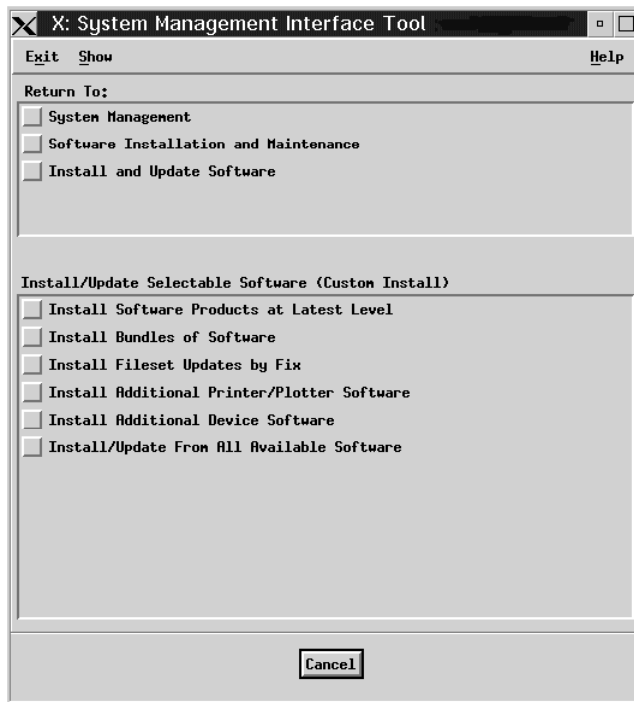 X: System Management Interface Tool
Exit Show Help
Return To:
System Management
Software Installation and Maintenance
Install and Update Software
Install/Update Selectable Software (Custom Install)
Install Software Products at Latest Level
Install Bundles of Software
Install Fileset Updates by Fix
Install Additional Printer/Plotter Software
Install Additional Device Software
Install/Update From All Available Software
Cancel